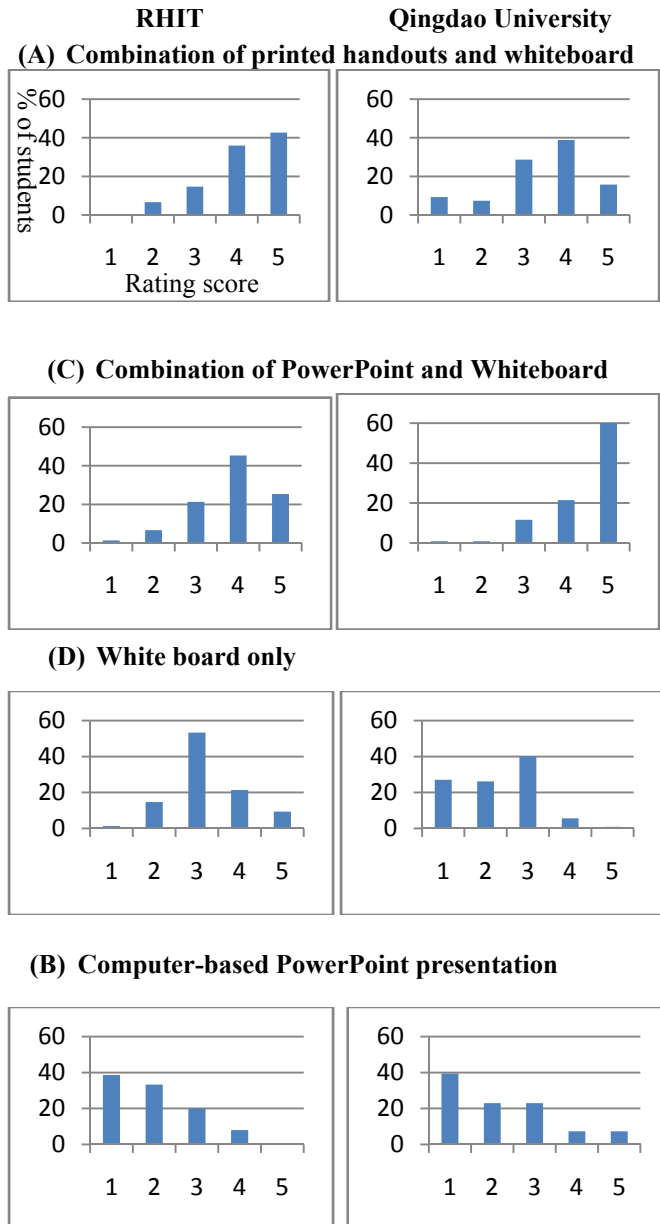 RHIT Qingdao University
(A) Combination of printed handouts and whiteboard
% of students
60 60
40 40
20 20
0 0
1 2 3 4 5 1 2 3 4 5
Rating score
(C) Combination of PowerPoint and Whiteboard
60 60
40 40
20 20
0 0
1 2 3 4 5 1 2 3 4 5
(D) White board only
60 60
40 40
20 20
0 0
1 2 3 4 5 1 2 3 4 5
(B) Computer-based PowerPoint presentation
60 60
40 40
20 20
0 0
1 2 3 4 5 1 2 3 4 5